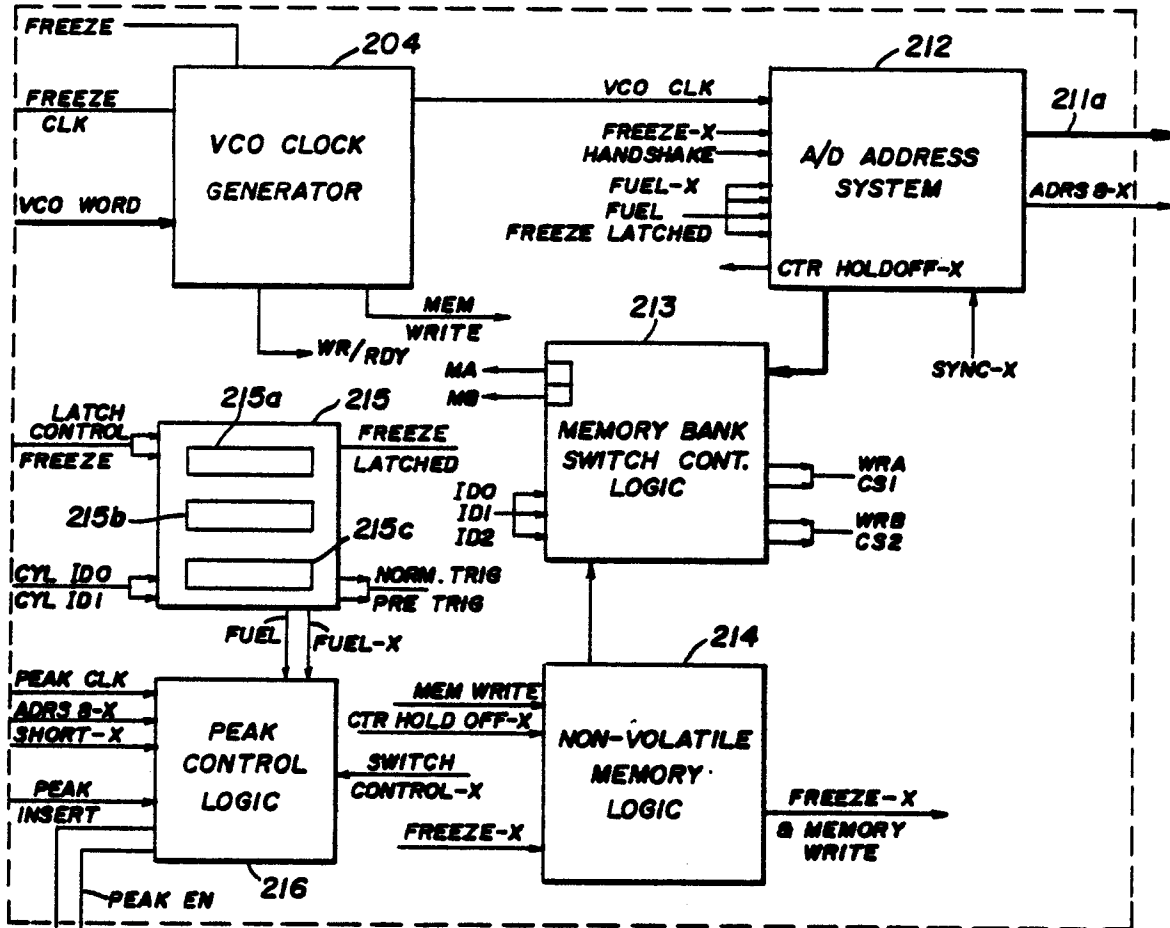 FREEZE
204
212
FREEZE
CLK
VCO CLOCK
GENERATOR
VCO WORD
VCO CLK
FREEZE-X
HANDSHAKE
FUEL-X
FUEL
FREEZE LATCHED
A/D ADDRESS
SYSTEM
211a
ADRS 8-X
CTR HOLDOFF-X
MEM
WRITE
WR/RDY
SYNC-X
213
MA
MB
MEMORY BANK
SWITCH CONT.
LOGIC
ID0
ID1
ID2
WRA
CS1
WRB
CS2
LATCH
CONTROL
FREEZE
215a
215
FREEZE
LATCHED
215b
215c
CYL ID0
CYL ID1
NORM. TRIG
PRE TRIG
FUEL
FUEL-X
PEAK CLK
ADRS 8-X
SHORT-X
PEAK
INSERT
PEAK
CONTROL
LOGIC
SWITCH
CONTROL-X
216
PEAK EN
214
MEM WRITE
CTR HOLD OFF-X
FREEZE-X
NON-VOLATILE
MEMORY
LOGIC
FREEZE-X
& MEMORY
WRITE